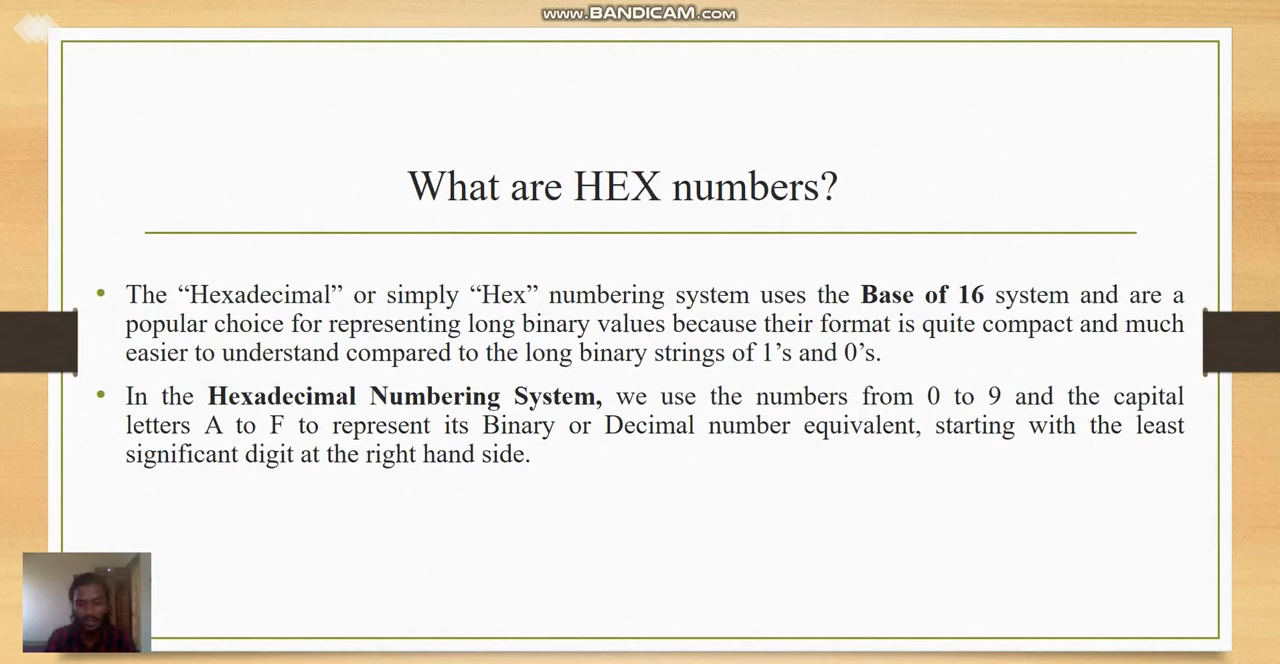 www.BANDICAM.com
What are HEX numbers?
• The “Hexadecimal” or simply “Hex” numbering system uses the Base of 16 system and are a
popular choice for representing long binary values because their format is quite compact and much
easier to understand compared to the long binary strings of 1’s and 0’s.
• In the Hexadecimal Numbering System, we use the numbers from 0 to 9 and the capital
letters A to F to represent its Binary or Decimal number equivalent, starting with the least
significant digit at the right hand side.